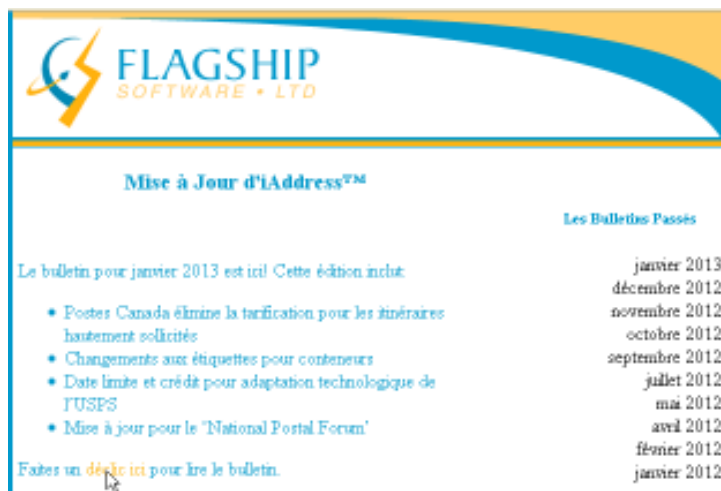 FLAGSHIP
SOFTWARE • LTD
Mise à Jour d'iAddress™
Le bulletin pour janvier 2013 est ici! Cette édition inclut:
• Postes Canada élimine la tarification pour les itinéraires
hautement sollicités
• Changements aux étiquettes pour conteneurs
• Date limite et crédit pour adaptation technologique de
l'USPS
• Mise à jour pour le "National Postal Forum"
Faites un déclic ici pour lire le bulletin.
Les Bulletins Passés
janvier 2013
décembre 2012
novembre 2012
octobre 2012
septembre 2012
juillet 2012
mai 2012
avril 2012
février 2012
janvier 2012